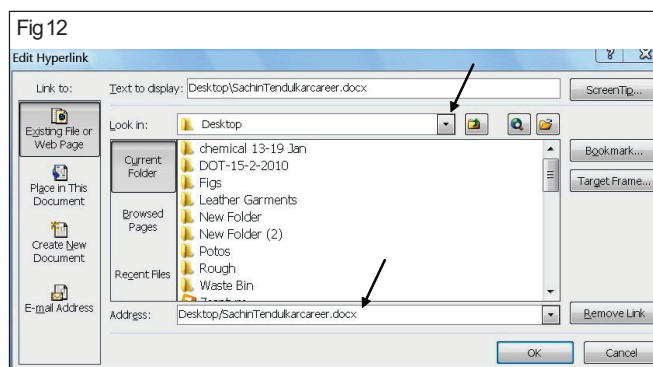 Fig 12
Edit Hyperlink
Link to:
Text to display: Desktop\SachinTendulkarcareer.docx
ScreenTip...
Existing File or
Web Page
Look in:
Desktop
Place in This
Document
Create New
Document
E-mail Address
Current
Folder
Browsed
Pages
Recent Files
chemical 13-19 Jan
DOT-15-2-2010
Figs
Leather Garments
New Folder
New Folder (2)
Potos
Rough
Waste Bin
Bookmark...
Target Frame...
Address: Desktop/SachinTendulkarcareer.docx
Remove Link
OK
Cancel